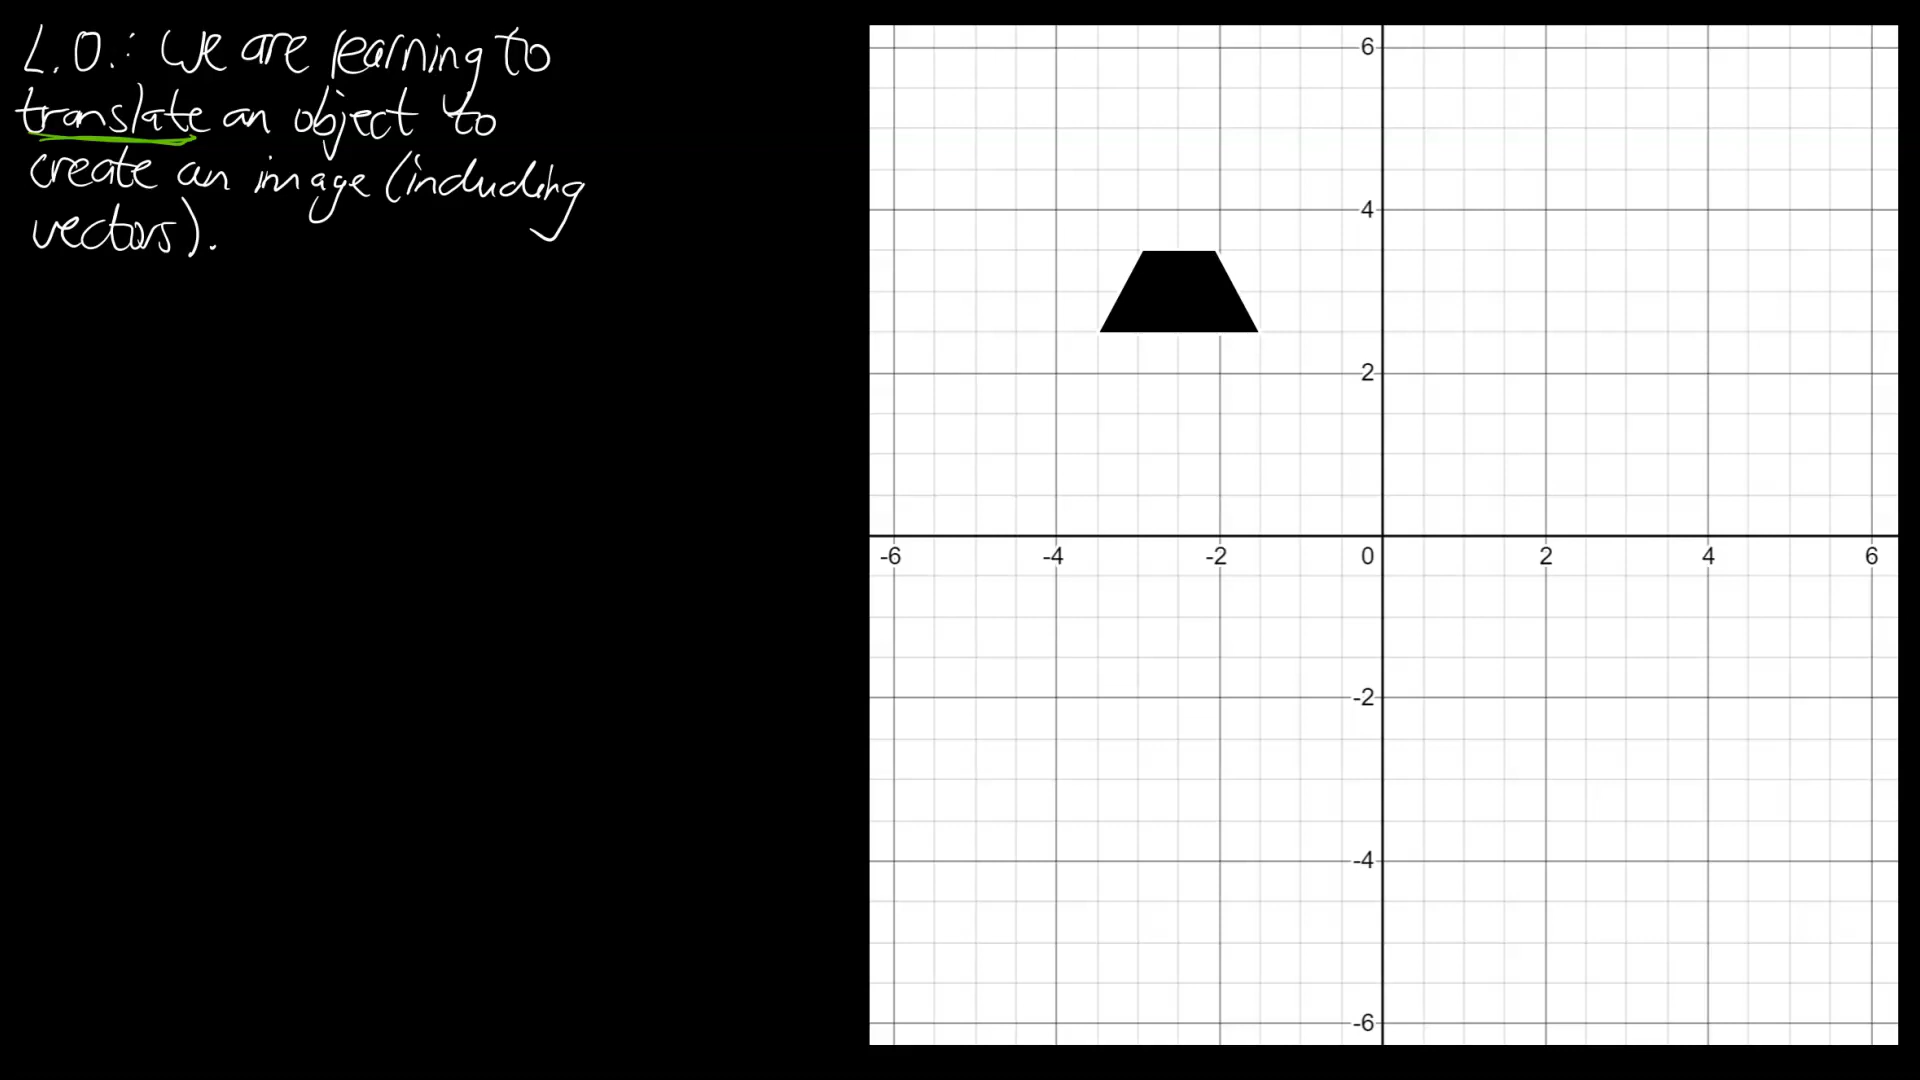 L.O.: We are learning to
translate an object to
create an image (including
vectors).
6
4
2
-6 -4 -2 0 2 4 6
-2
-4
-6